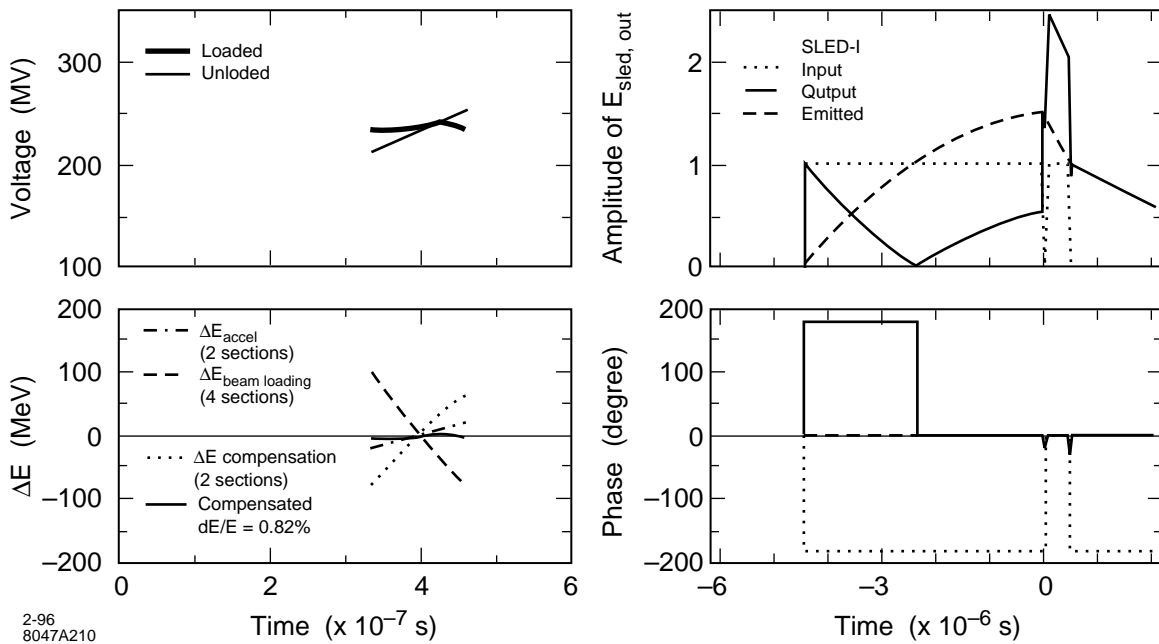 Voltage (MV)
300
200
100
Loaded
Unloded
Amplitude of E_sled, out
2
1
0
SLED-I
Input
Qutput
Emitted
ΔE (MeV)
200
100
0
–100
–200
ΔE_accel
(2 sections)
ΔE_beam loading
(4 sections)
ΔE compensation
(2 sections)
Compensated
dE/E = 0.82%
0 2 4 6
Time (x 10⁻⁷ s)
Phase (degree)
200
100
0
–100
–200
–6 –3 0
Time (x 10⁻⁶ s)
2-96
8047A210